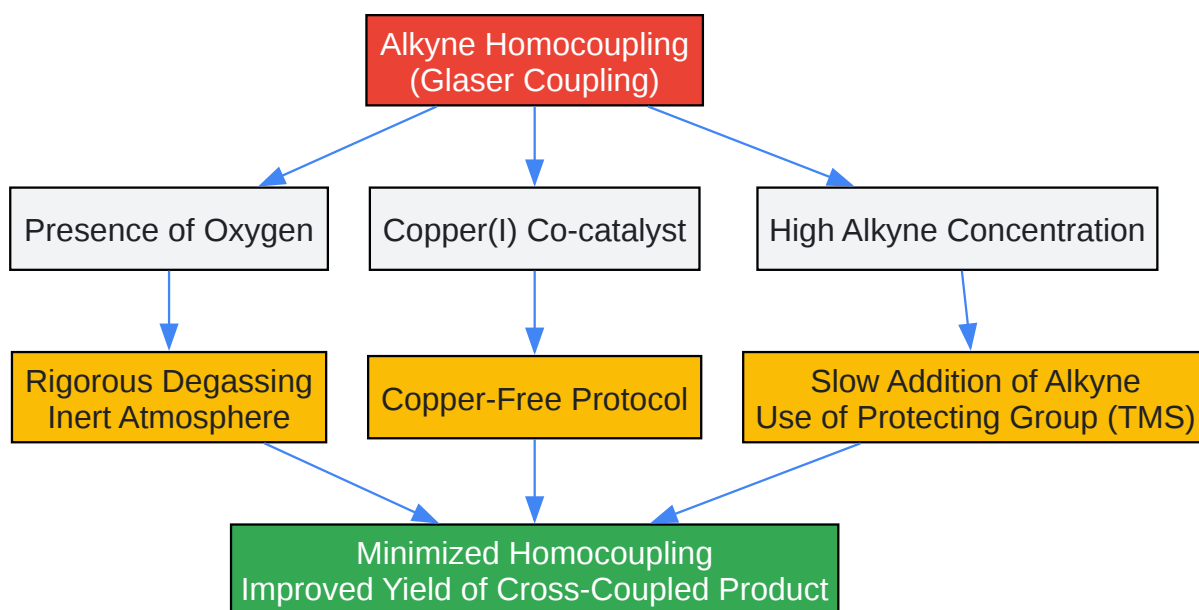 Alkyne Homocoupling
(Glaser Coupling)
Presence of Oxygen
Copper(I) Co-catalyst
High Alkyne Concentration
Rigorous Degassing
Inert Atmosphere
Copper-Free Protocol
Slow Addition of Alkyne
Use of Protecting Group (TMS)
Minimized Homocoupling
Improved Yield of Cross-Coupled Product